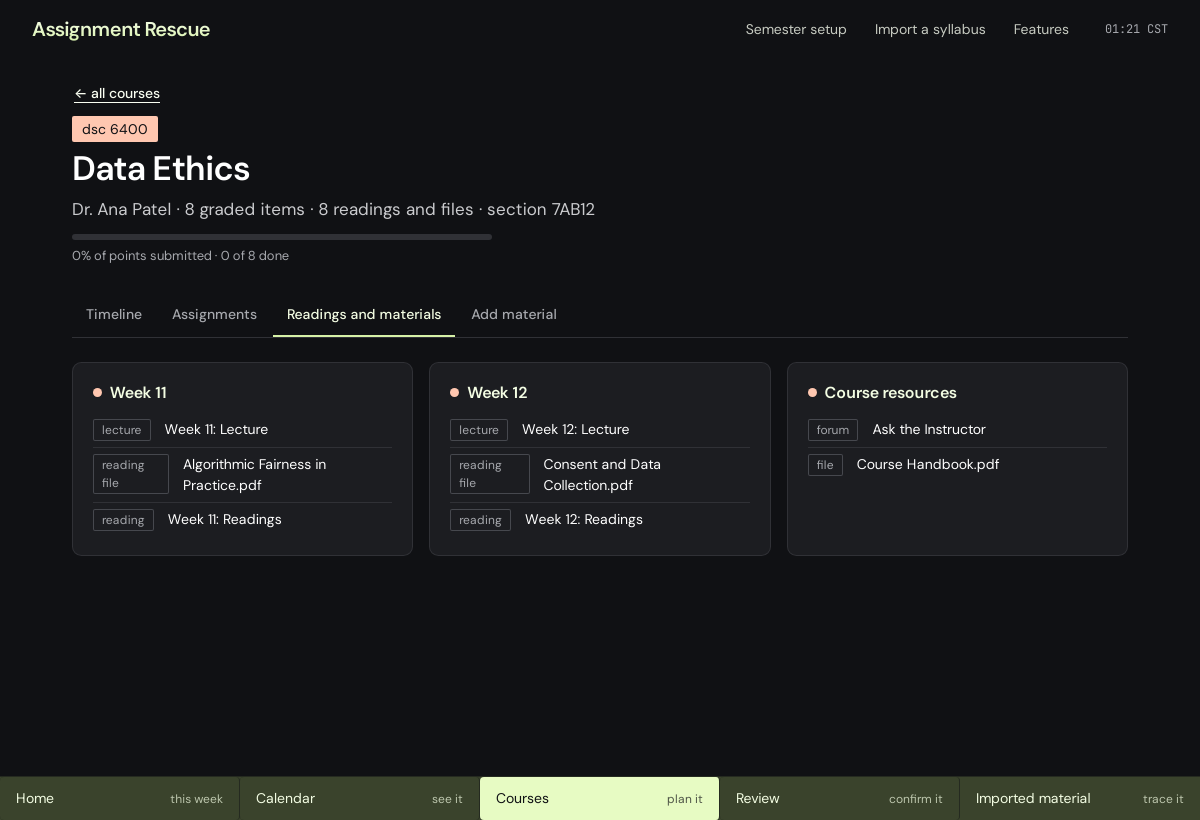 Assignment Rescue
Semester setup
Import a syllabus
Features
01:21 CST
← all courses
dsc 6400
Data Ethics
Dr. Ana Patel · 8 graded items · 8 readings and files · section 7AB12
0% of points submitted · 0 of 8 done
Timeline
Assignments
Readings and materials
Add material
Week 11
lecture
Week 11: Lecture
reading
file
Algorithmic Fairness in
Practice.pdf
reading
Week 11: Readings
Week 12
lecture
Week 12: Lecture
reading
file
Consent and Data
Collection.pdf
reading
Week 12: Readings
Course resources
forum
Ask the Instructor
file
Course Handbook.pdf
Home
this week
Calendar
see it
Courses
plan it
Review
confirm it
Imported material
trace it